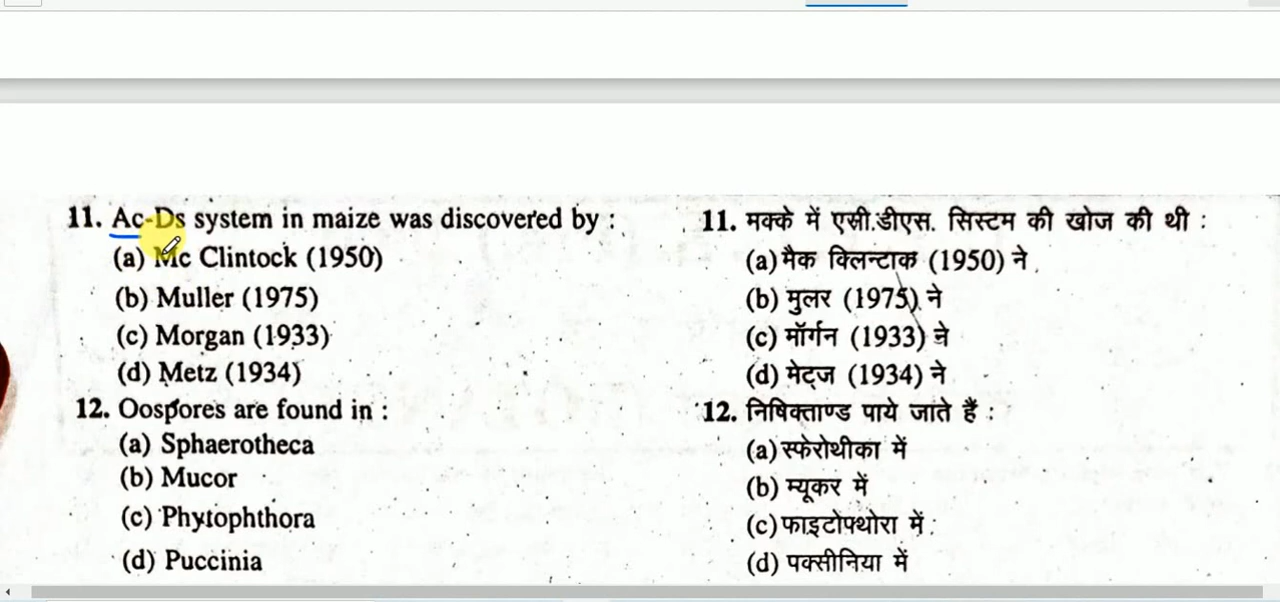 11. Ac-Ds system in maize was discovered by :
(a) Mc Clintock (1950)
(b) Muller (1975)
(c) Morgan (1933)
(d) Metz (1934)
12. Oospores are found in :
(a) Sphaerotheca
(b) Mucor
(c) Phytophthora
(d) Puccinia
11. मक्के में एसी.डीएस. सिस्टम की खोज की थी :
(a) मैक क्लिन्टाक (1950) ने
(b) मुलर (1975) ने
(c) मॉर्गन (1933) ने
(d) मेट्ज (1934) ने
12. निषिक्ताण्ड पाये जाते हैं :
(a) स्फेरोथीका में
(b) म्यूकर में
(c) फाइटोफ्थोरा में :
(d) पक्सीनिया में